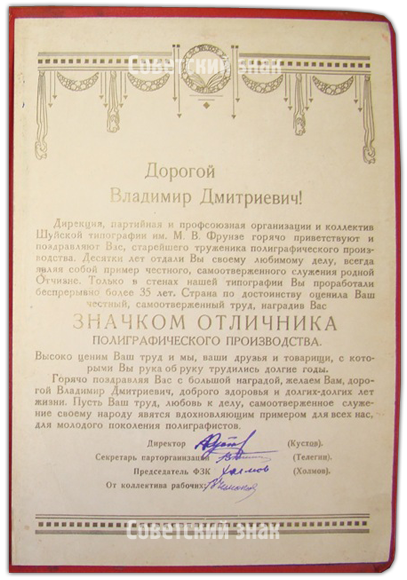 Советский знак
Дорогой
Владимир Дмитриевич!
Дирекция, партийная и профсоюзная организации и коллектив
Шуйской типографии им. М. В. Фрунзе горячо приветствуют и
поздравляют Вас, старейшего труженика полиграфического произ-
водства. Десятки лет отдали Вы своему любимому делу, всегда
являя собой пример честного, самоотверженного служения родной
Отчизне. Только в стенах нашей типографии Вы проработали
беспрерывно более 35 лет. Страна по достоинству оценила Ваш
честный, самоотверженный труд, наградив Вас
ЗНАЧКОМ ОТЛИЧНИКА
ПОЛИГРАФИЧЕСКОГО ПРОИЗВОДСТВА.
Высоко ценим Ваш труд и мы, ваши друзья и товарищи, с кото-
рыми Вы рука об руку трудились долгие годы.
Горячо поздравляя Вас с большой наградой, желаем Вам, доро-
гой Владимир Дмитриевич, доброго здоровья и долгих-долгих лет
жизни. Пусть Ваш труд, любовь к делу, самоотверженное служе-
ние своему народу явятся вдохновляющим примером для всех нас,
для молодого поколения полиграфистов.
Директор (Кустов).
Секретарь парторганизации (Телегин).
Председатель ФЗК Холмов (Холмов).
От коллектива рабочих:
Советский знак